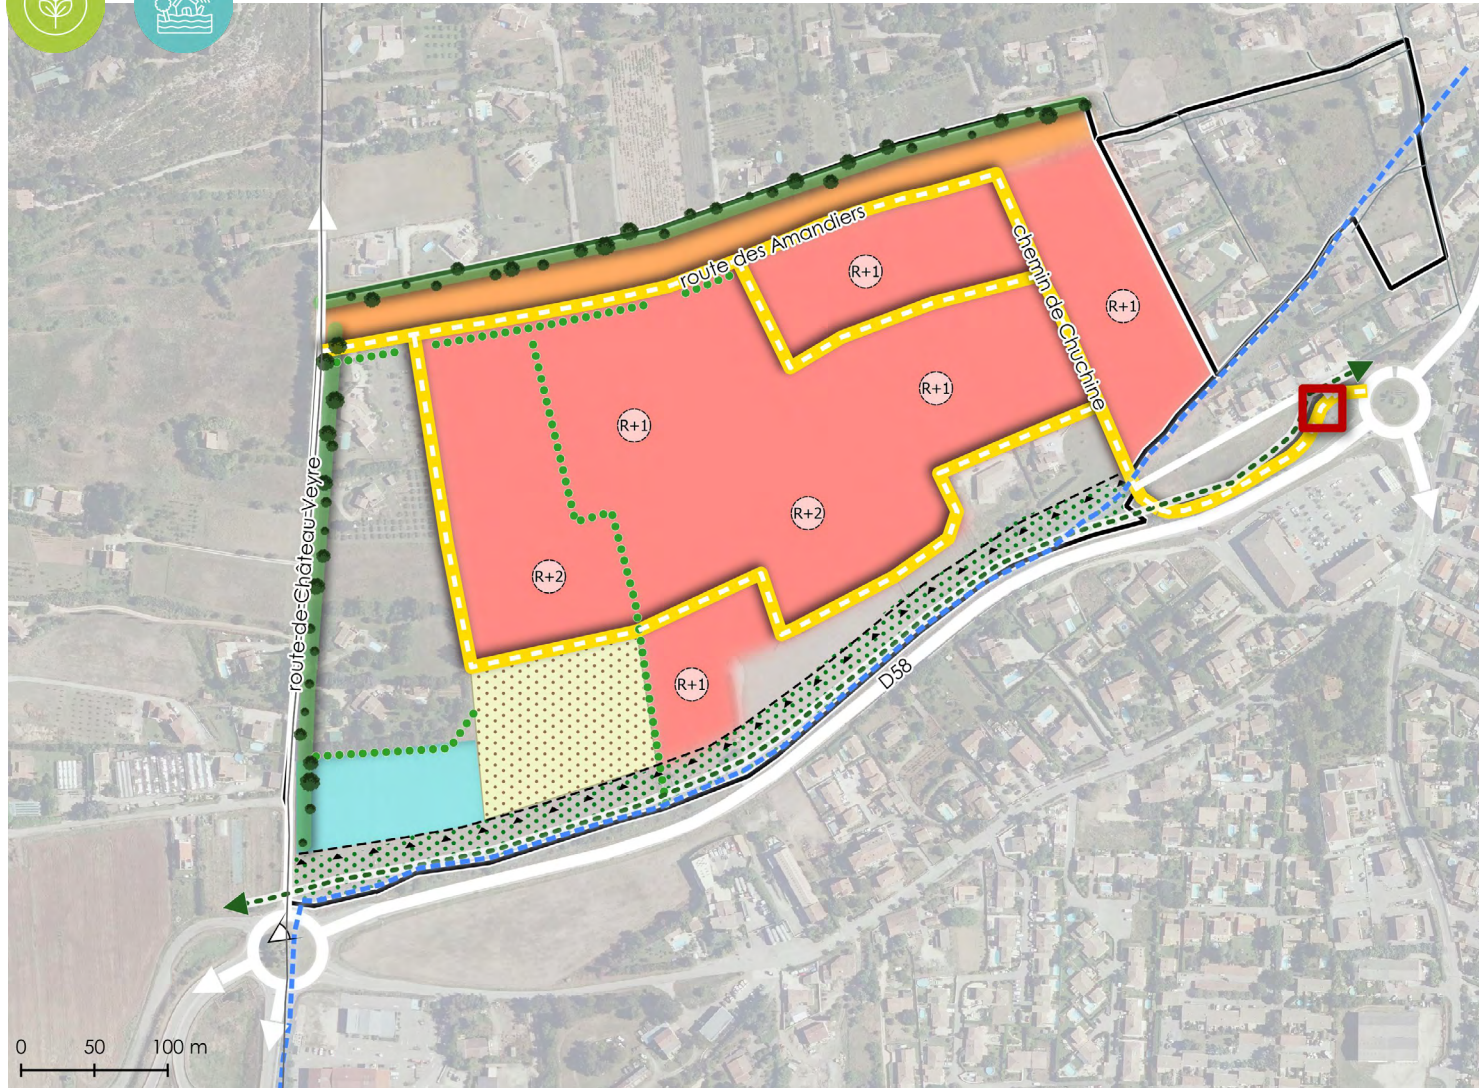 route des Amandiers
chemin de Chuchine
R+1
R+1
R+1
R+1
route-de-Château-Veyre
R+2
R+2
R+1
D58
0 50 100 m